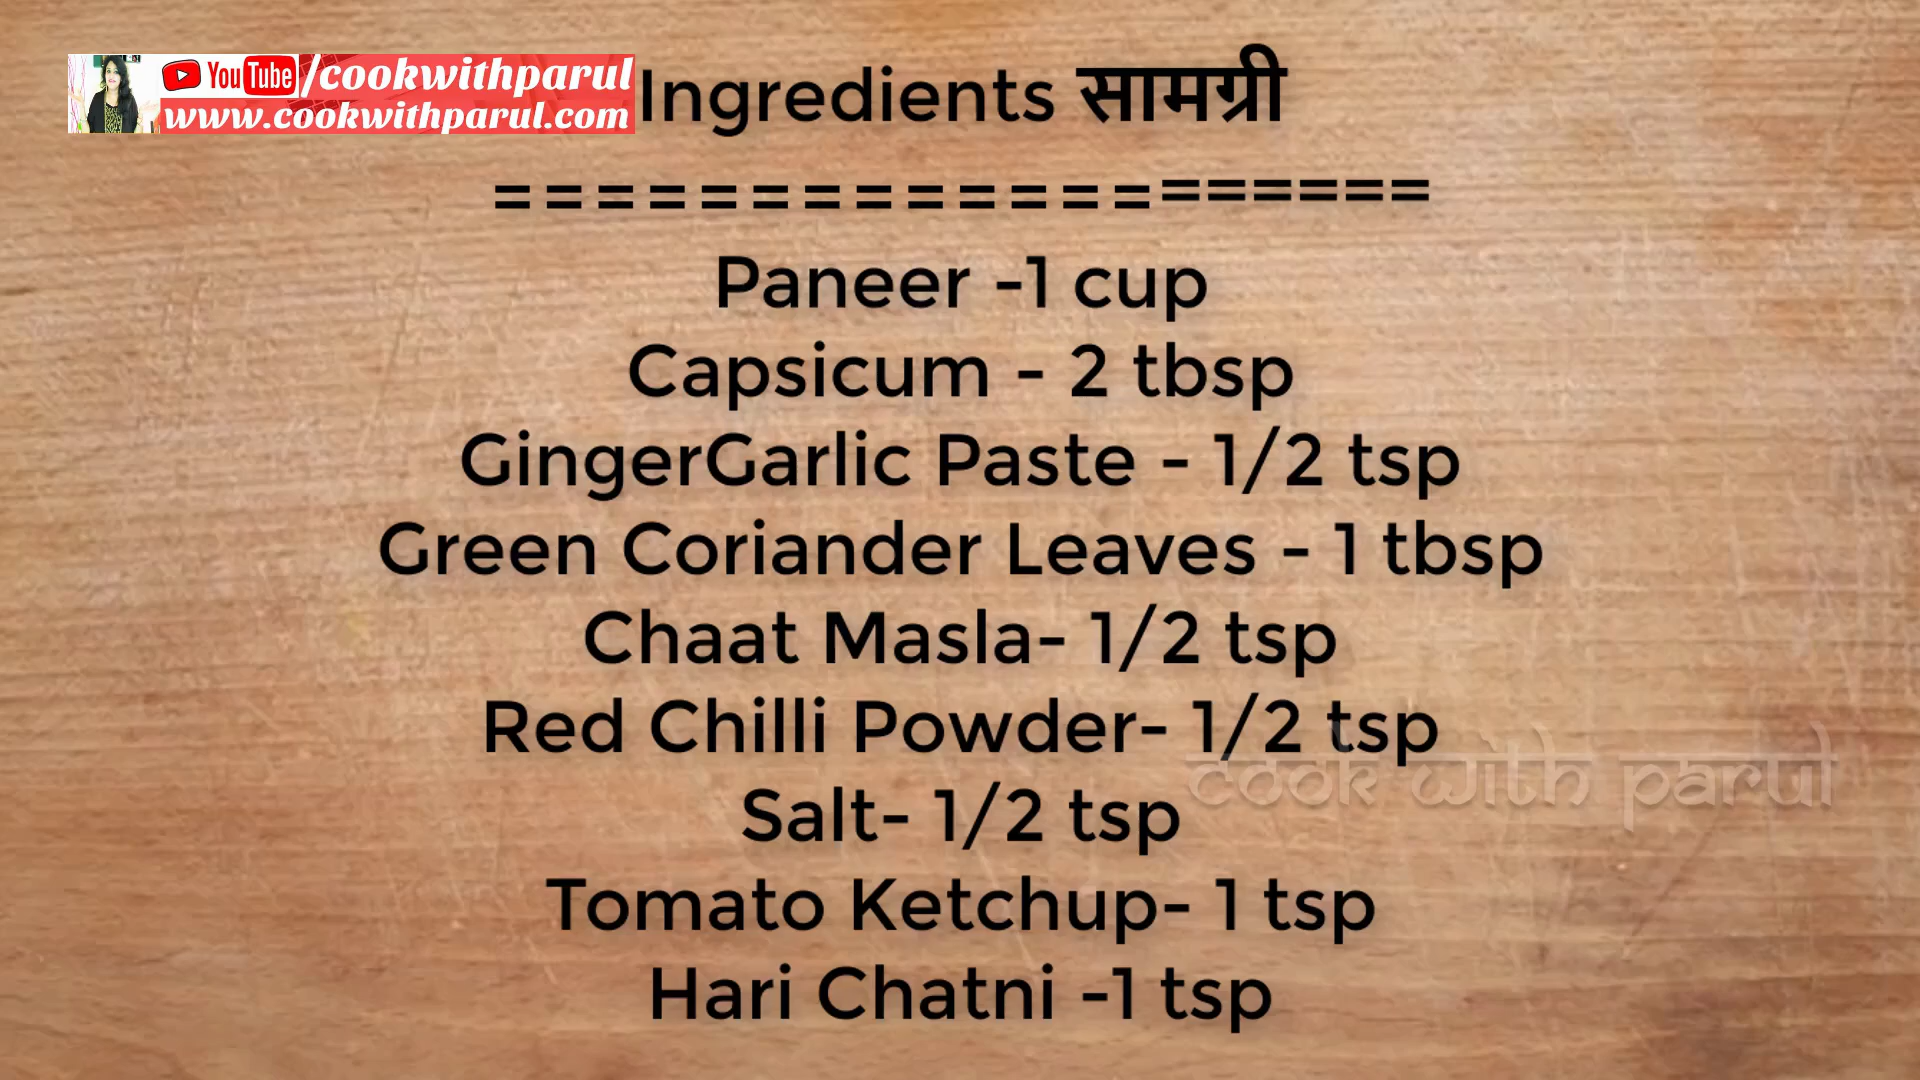 YouTube/cookwithparul
www.cookwithparul.com
Ingredients सामग्री
===================
Paneer -1 cup
Capsicum - 2 tbsp
GingerGarlic Paste - 1/2 tsp
Green Coriander Leaves - 1 tbsp
Chaat Masla- 1/2 tsp
Red Chilli Powder- 1/2 tsp
cook with parul
Salt- 1/2 tsp
Tomato Ketchup- 1 tsp
Hari Chatni -1 tsp